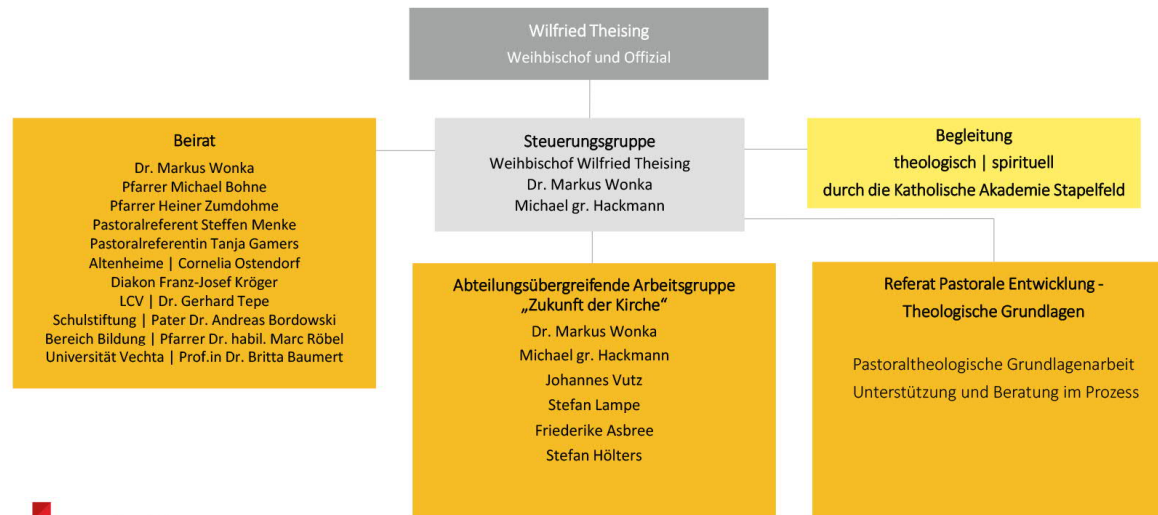 Wilfried Theising
Weihbischof und Offizial
Beirat
Dr. Markus Wonka
Pfarrer Michael Bohne
Pfarrer Heiner Zumdohme
Pastoralreferent Steffen Menke
Pastoralreferentin Tanja Gamers
Altenheime | Cornelia Ostendorf
Diakon Franz-Josef Kröger
LCV | Dr. Gerhard Tepe
Schulstiftung | Pater Dr. Andreas Bordowski
Bereich Bildung | Pfarrer Dr. habil. Marc Röbel
Universität Vechta | Prof.in Dr. Britta Baumert
Steuerungsgruppe
Weihbischof Wilfried Theising
Dr. Markus Wonka
Michael gr. Hackmann
Begleitung
theologisch | spirituell
durch die Katholische Akademie Stapelfeld
Abteilungsübergreifende Arbeitsgruppe
„Zukunft der Kirche“
Dr. Markus Wonka
Michael gr. Hackmann
Johannes Vutz
Stefan Lampe
Friederike Asbree
Stefan Hölters
Referat Pastorale Entwicklung -
Theologische Grundlagen
Pastoraltheologische Grundlagenarbeit
Unterstützung und Beratung im Prozess